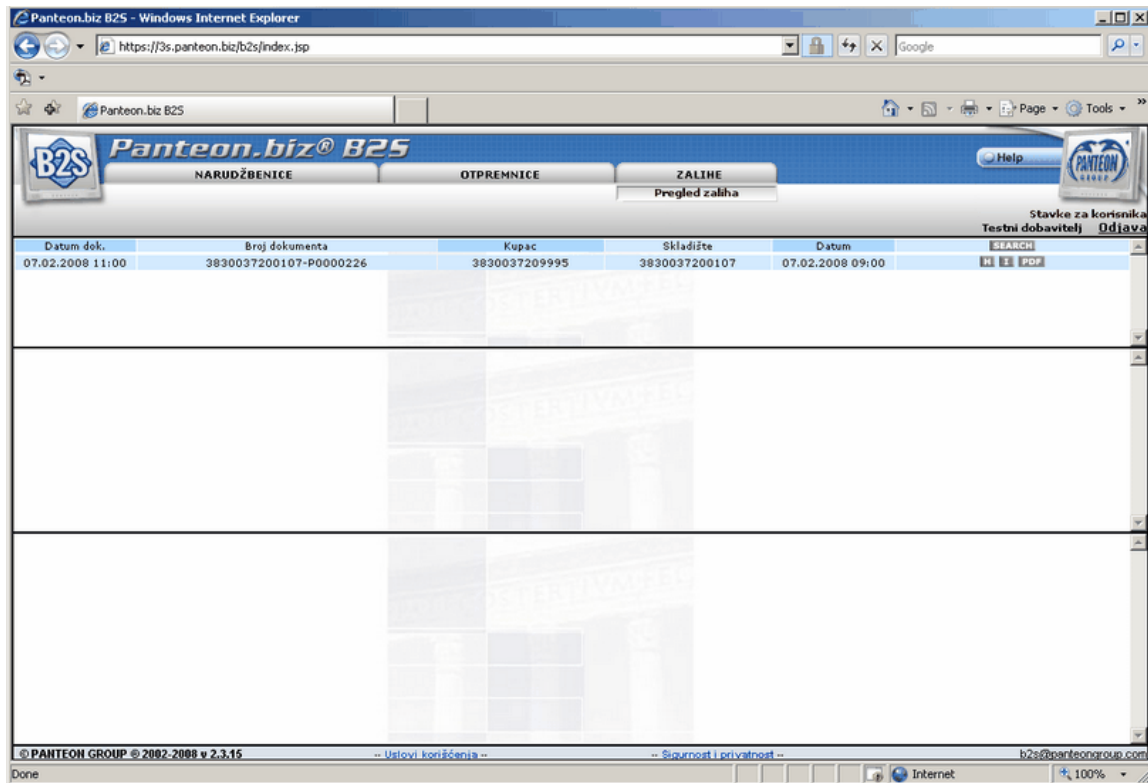 Panteon.biz B2S - Windows Internet Explorer
https://3s.panteon.biz/b2s/index.jsp
Google
Panteon.biz B2S
Page
Tools
B2S
Panteon.biz® B2S
Help
PANTEON
GROUP
NARUDŽBENICE OTPREMNICE ZALIHE
Pregled zaliha
Stavke za korisnika
Testni dobavitelj Odjava
Datum dok. Broj dokumenta Kupac Skladište Datum SEARCH
07.02.2008 11:00 3830037200107-P0000226 3830037209995 3830037200107 07.02.2008 09:00 H I PDF
© PANTEON GROUP © 2002-2008 v 2.3.15 -- Uslovi korišćenja -- -- Sigurnost i privatnost -- b2s@panteongroup.com
Done Internet 100%